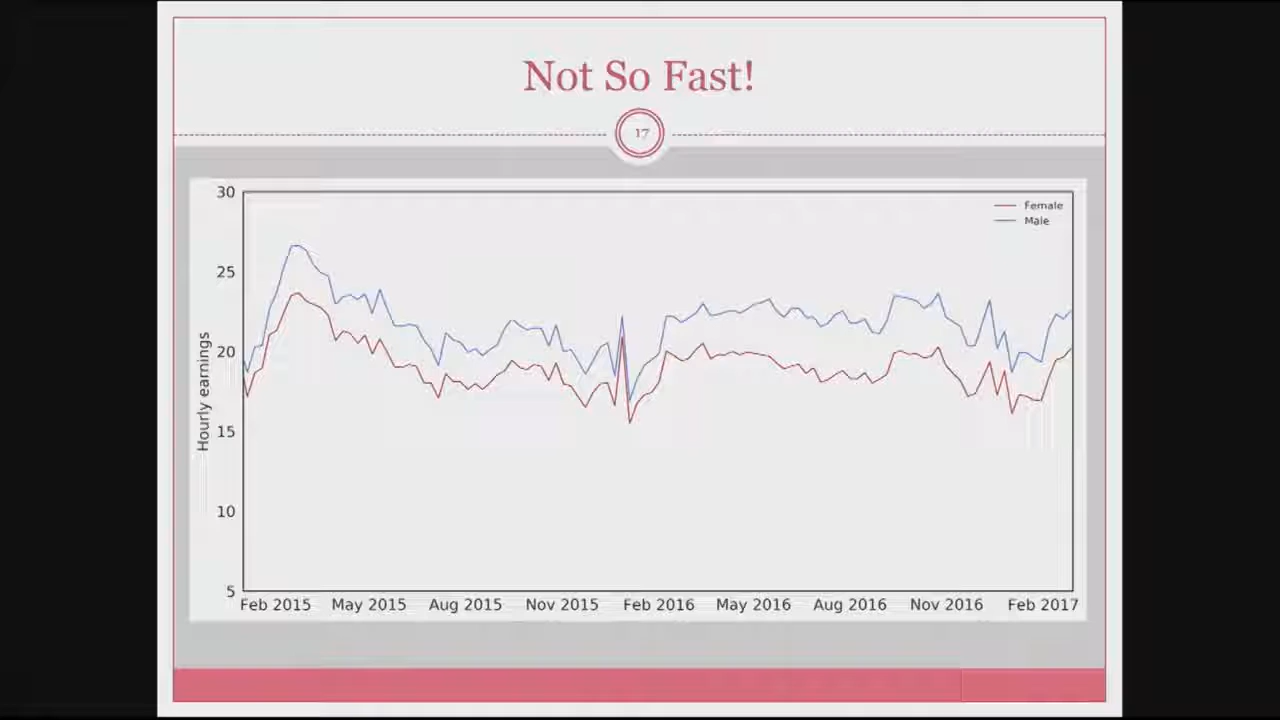 Not So Fast!
17
30
25
20
15
10
5
Hourly earnings
Female
Male
Feb 2015 May 2015 Aug 2015 Nov 2015 Feb 2016 May 2016 Aug 2016 Nov 2016 Feb 2017